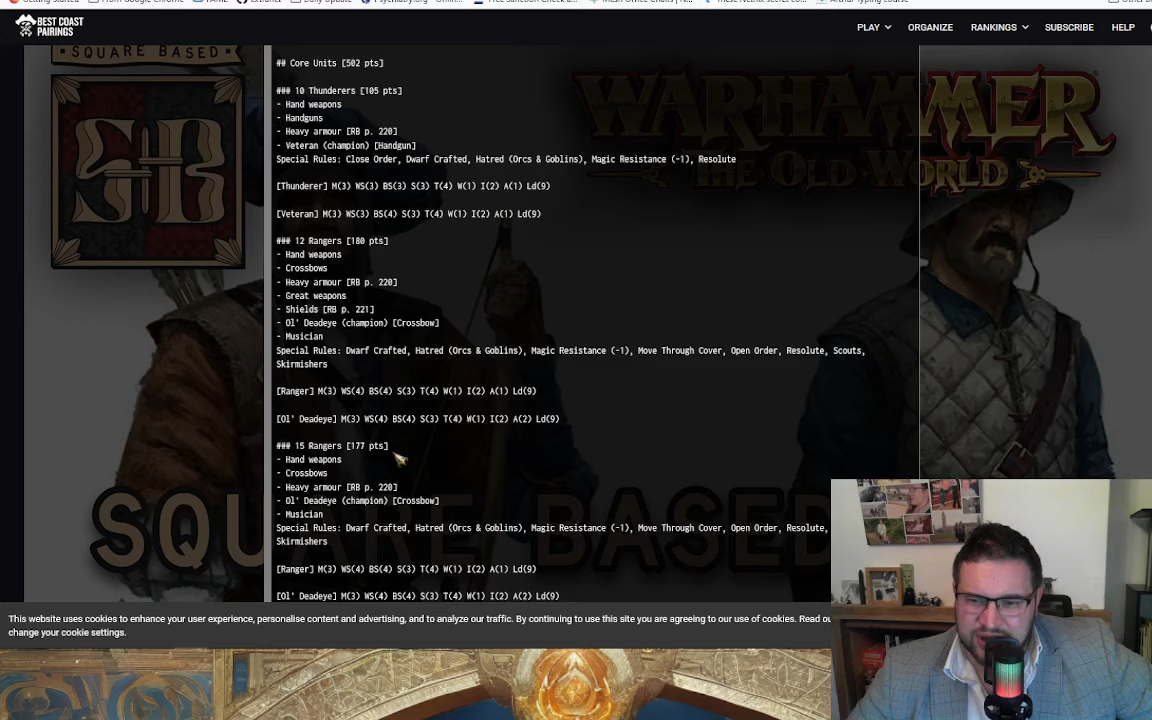 BEST COAST
PAIRINGS
PLAY
ORGANIZE
RANKINGS
SUBSCRIBE
HELP
SQUARE BASED
SB
WARHAMMER
THE OLD WORLD
## Core Units [502 pts]
### 10 Thunderers [105 pts]
- Hand weapons
- Handguns
- Heavy armour [RB p. 220]
- Veteran (champion) [Handgun]
Special Rules: Close Order, Dwarf Crafted, Hatred (Orcs & Goblins), Magic Resistance (-1), Resolute
[Thunderer] M(3) WS(3) BS(3) S(3) T(4) W(1) I(2) A(1) Ld(9)
[Veteran] M(3) WS(3) BS(4) S(3) T(4) W(1) I(2) A(1) Ld(9)
### 12 Rangers [180 pts]
- Hand weapons
- Crossbows
- Heavy armour [RB p. 220]
- Great weapons
- Shields [RB p. 221]
- Ol' Deadeye (champion) [Crossbow]
- Musician
Special Rules: Dwarf Crafted, Hatred (Orcs & Goblins), Magic Resistance (-1), Move Through Cover, Open Order, Resolute, Scouts,
Skirmishers
[Ranger] M(3) WS(4) BS(4) S(3) T(4) W(1) I(2) A(1) Ld(9)
[Ol' Deadeye] M(3) WS(4) BS(4) S(3) T(4) W(1) I(2) A(2) Ld(9)
### 15 Rangers [177 pts]
- Hand weapons
- Crossbows
- Heavy armour [RB p. 220]
- Ol' Deadeye (champion) [Crossbow]
- Musician
Special Rules: Dwarf Crafted, Hatred (Orcs & Goblins), Magic Resistance (-1), Move Through Cover, Open Order, Resolute,
Skirmishers
[Ranger] M(3) WS(4) BS(4) S(3) T(4) W(1) I(2) A(1) Ld(9)
[Ol' Deadeye] M(3) WS(4) BS(4) S(3) T(4) W(1) I(2) A(2) Ld(9)
SQUARE BASED
This website uses cookies to enhance your user experience, personalise content and advertising, and to analyze our traffic. By continuing to use this site you are agreeing to our use of cookies. Read ou
change your cookie settings.